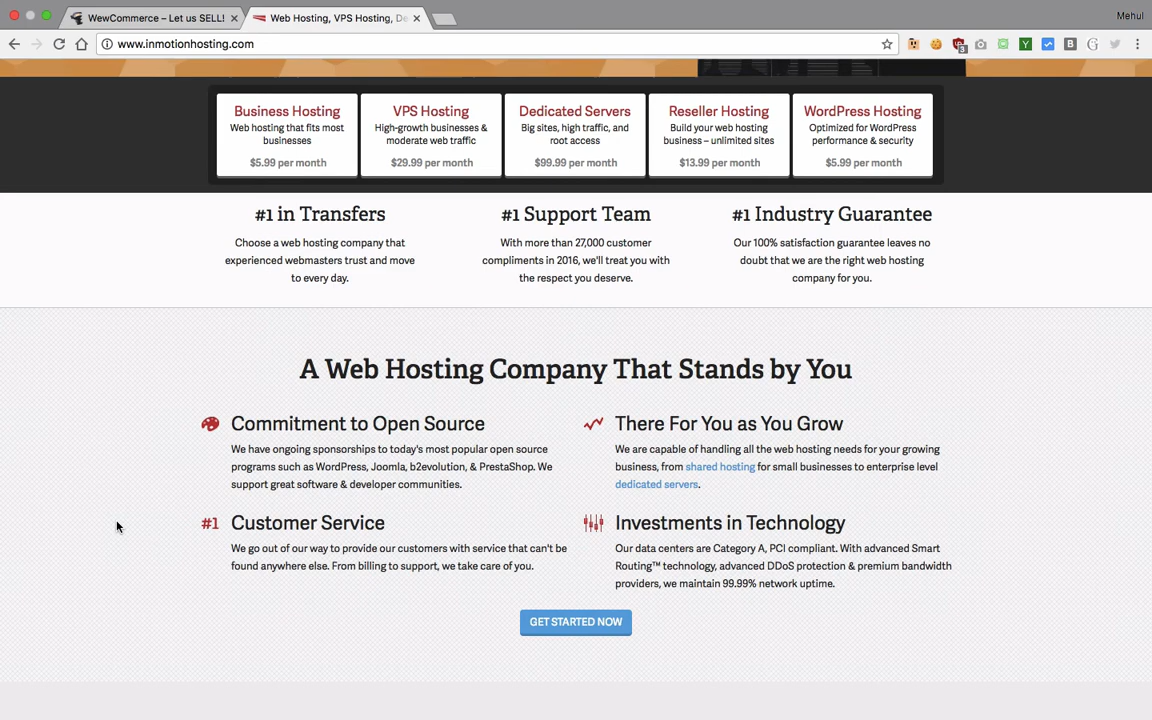 WewCommerce – Let us SELL!
Web Hosting, VPS Hosting, De
Mehul
www.inmotionhosting.com
Business Hosting
Web hosting that fits most
businesses
$5.99 per month
VPS Hosting
High-growth businesses &
moderate web traffic
$29.99 per month
Dedicated Servers
Big sites, high traffic, and
root access
$99.99 per month
Reseller Hosting
Build your web hosting
business – unlimited sites
$13.99 per month
WordPress Hosting
Optimized for WordPress
performance & security
$5.99 per month
#1 in Transfers
Choose a web hosting company that
experienced webmasters trust and move
to every day.
#1 Support Team
With more than 27,000 customer
compliments in 2016, we'll treat you with
the respect you deserve.
#1 Industry Guarantee
Our 100% satisfaction guarantee leaves no
doubt that we are the right web hosting
company for you.
A Web Hosting Company That Stands by You
Commitment to Open Source
We have ongoing sponsorships to today's most popular open source
programs such as WordPress, Joomla, b2evolution, & PrestaShop. We
support great software & developer communities.
There For You as You Grow
We are capable of handling all the web hosting needs for your growing
business, from shared hosting for small businesses to enterprise level
dedicated servers.
#1 Customer Service
We go out of our way to provide our customers with service that can't be
found anywhere else. From billing to support, we take care of you.
Investments in Technology
Our data centers are Category A, PCI compliant. With advanced Smart
Routing™ technology, advanced DDoS protection & premium bandwidth
providers, we maintain 99.99% network uptime.
GET STARTED NOW